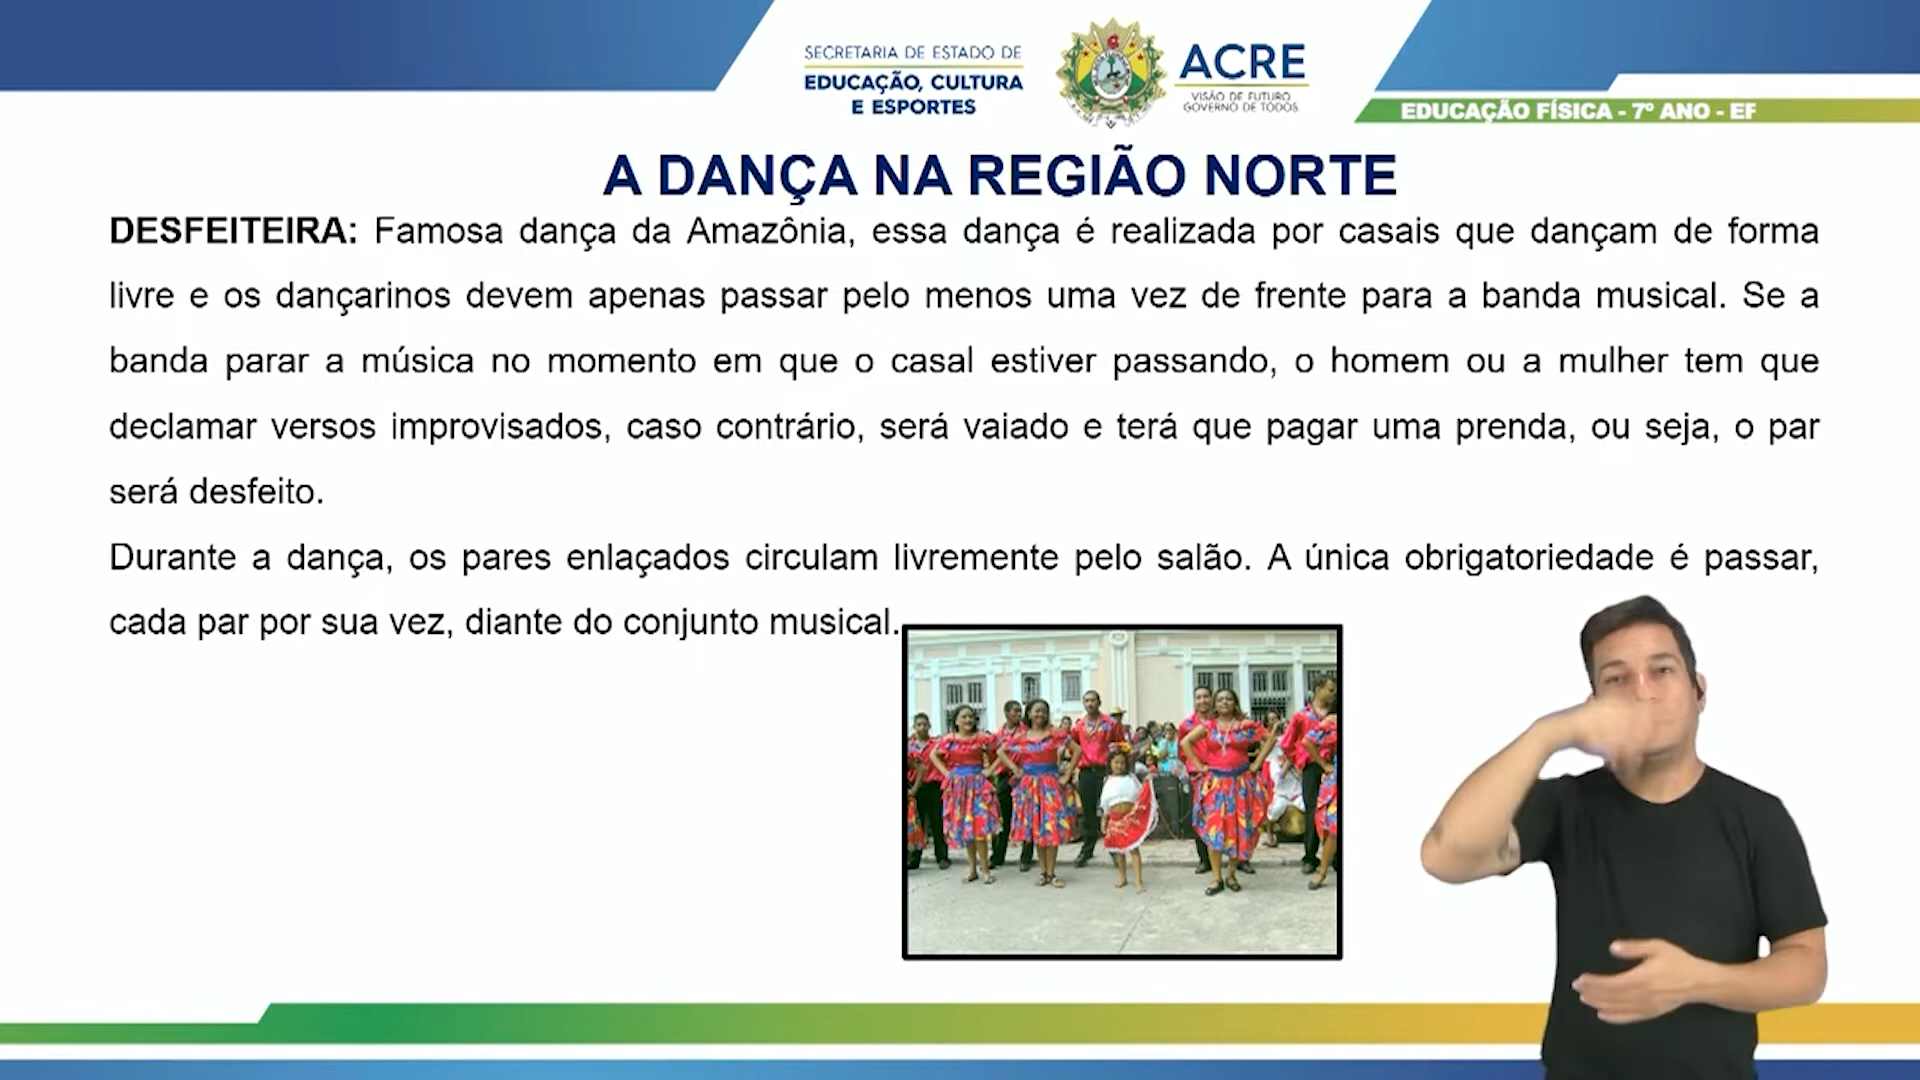 SECRETARIA DE ESTADO DE
EDUCAÇÃO, CULTURA
E ESPORTES
ACRE
VISÃO DE FUTURO
GOVERNO DE TODOS
EDUCAÇÃO FÍSICA - 7º ANO - EF
A DANÇA NA REGIÃO NORTE
DESFEITEIRA: Famosa dança da Amazônia, essa dança é realizada por casais que dançam de forma
livre e os dançarinos devem apenas passar pelo menos uma vez de frente para a banda musical. Se a
banda parar a música no momento em que o casal estiver passando, o homem ou a mulher tem que
declamar versos improvisados, caso contrário, será vaiado e terá que pagar uma prenda, ou seja, o par
será desfeito.
Durante a dança, os pares enlaçados circulam livremente pelo salão. A única obrigatoriedade é passar,
cada par por sua vez, diante do conjunto musical.